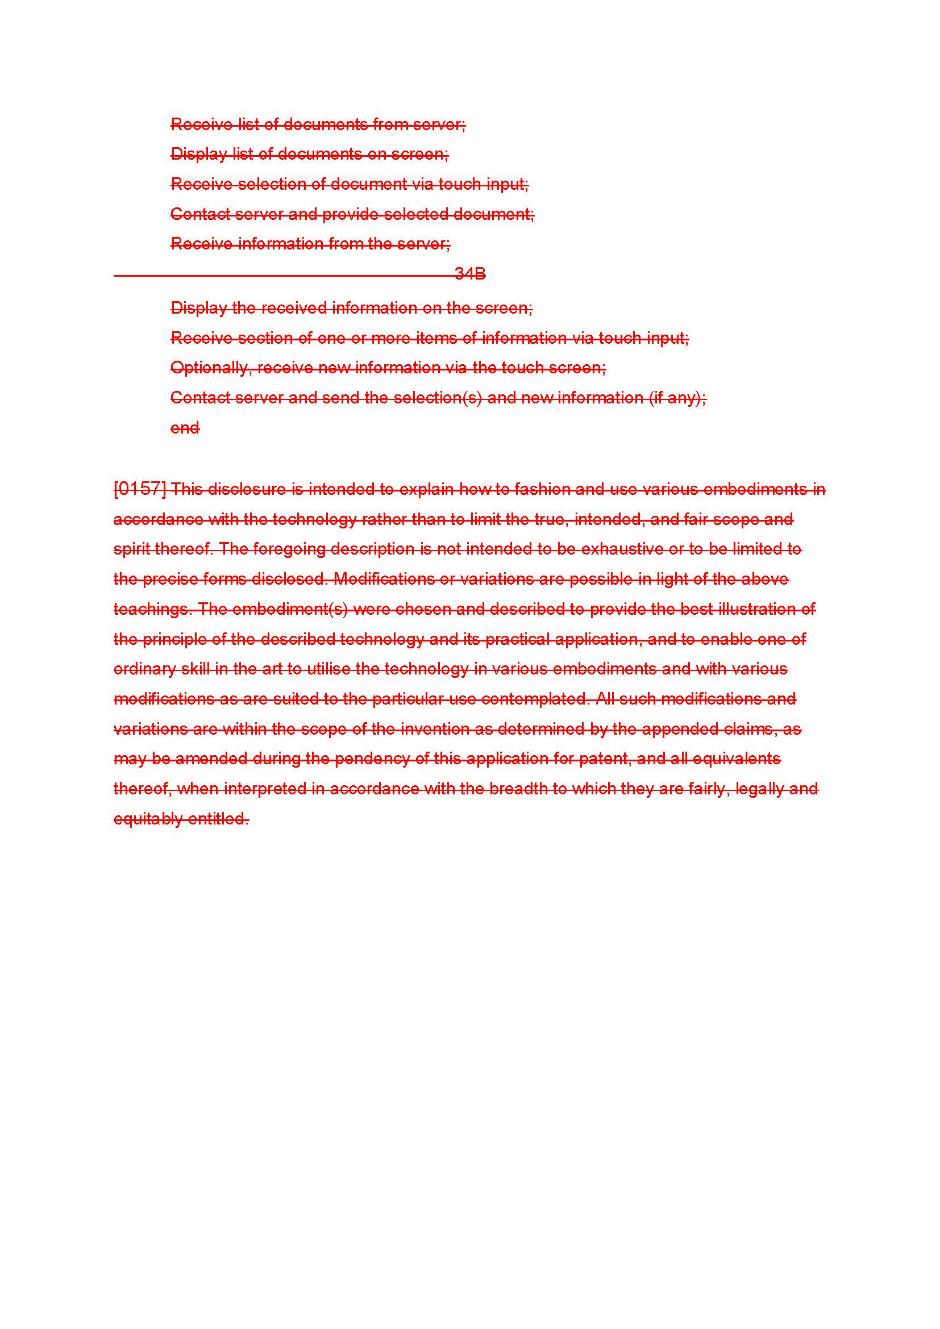 Receive list of documents from server;
Display list of documents on screen;
Receive selection of document via touch input;
Contact server and provide selected document;
Receive information from the server;
34B
Display the received information on the screen;
Receive section of one or more items of information via touch input;
Optionally, receive new information via the touch screen;
Contact server and send the selection(s) and new information (if any);
end
[0157] This disclosure is intended to explain how to fashion and use various embodiments in
accordance with the technology rather than to limit the true, intended, and fair scope and
spirit thereof. The foregoing description is not intended to be exhaustive or to be limited to
the precise forms disclosed. Modifications or variations are possible in light of the above
teachings. The embodiment(s) were chosen and described to provide the best illustration of
the principle of the described technology and its practical application, and to enable one of
ordinary skill in the art to utilise the technology in various embodiments and with various
modifications as are suited to the particular use contemplated. All such modifications and
variations are within the scope of the invention as determined by the appended claims, as
may be amended during the pendency of this application for patent, and all equivalents
thereof, when interpreted in accordance with the breadth to which they are fairly, legally and
equitably entitled.